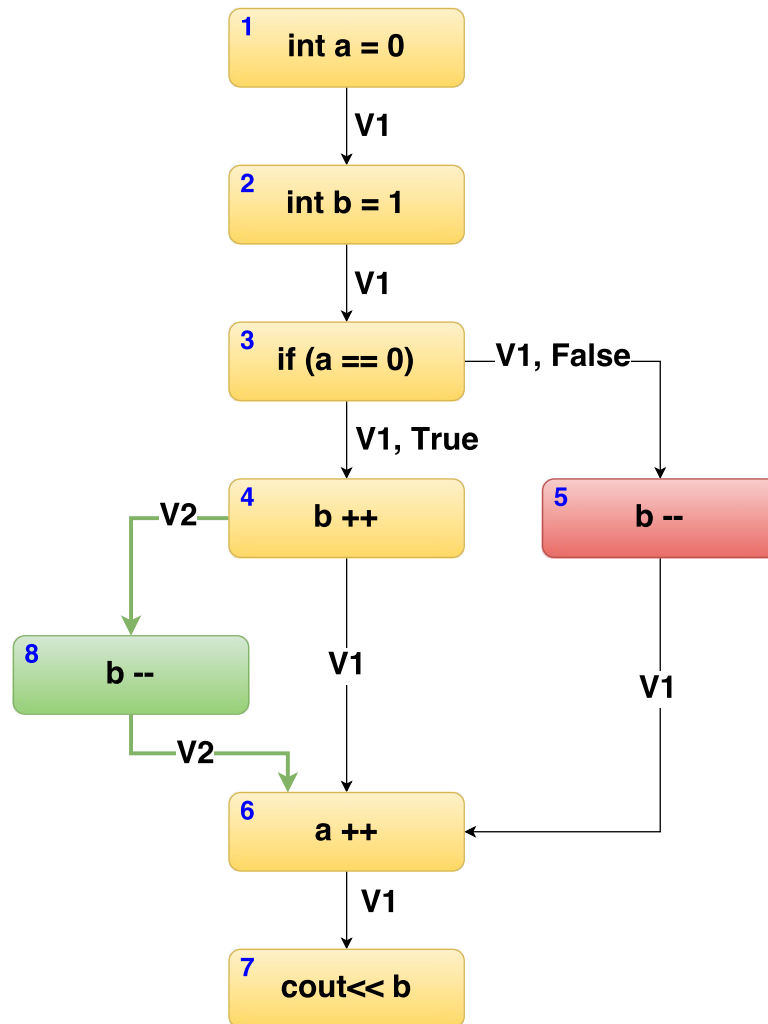 1
int a = 0
V1
2
int b = 1
V1
3
if (a == 0)
V1, False
V1, True
4
b ++
5
b --
V2
8
b --
V1
V1
V2
6
a ++
V1
7
cout<< b